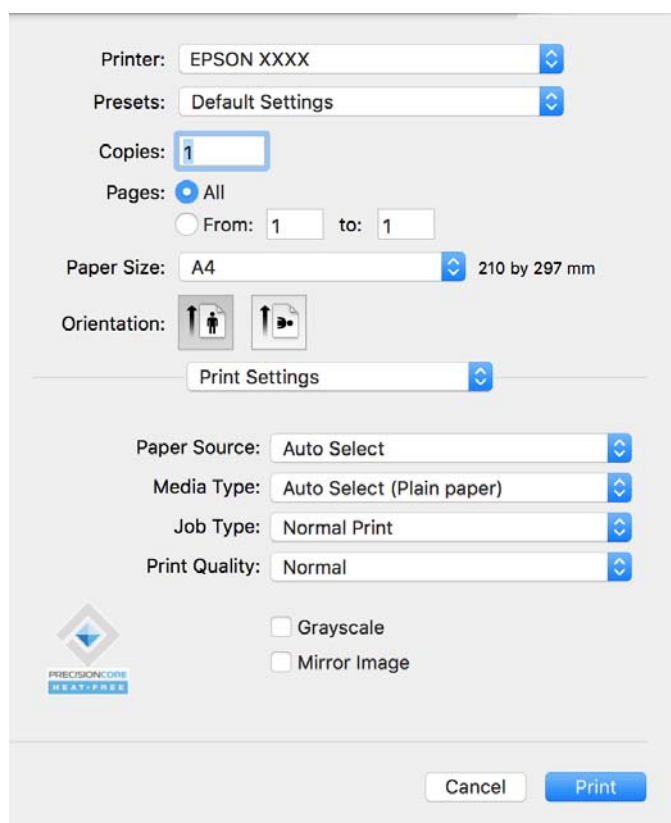 Printer: EPSON XXXX
Presets: Default Settings
Copies: 1
Pages: All
From: 1 to: 1
Paper Size: A4 210 by 297 mm
Orientation:
Print Settings
Paper Source: Auto Select
Media Type: Auto Select (Plain paper)
Job Type: Normal Print
Print Quality: Normal
Grayscale
Mirror Image
PRECISIONCORE
HEAT-FREE
Cancel Print